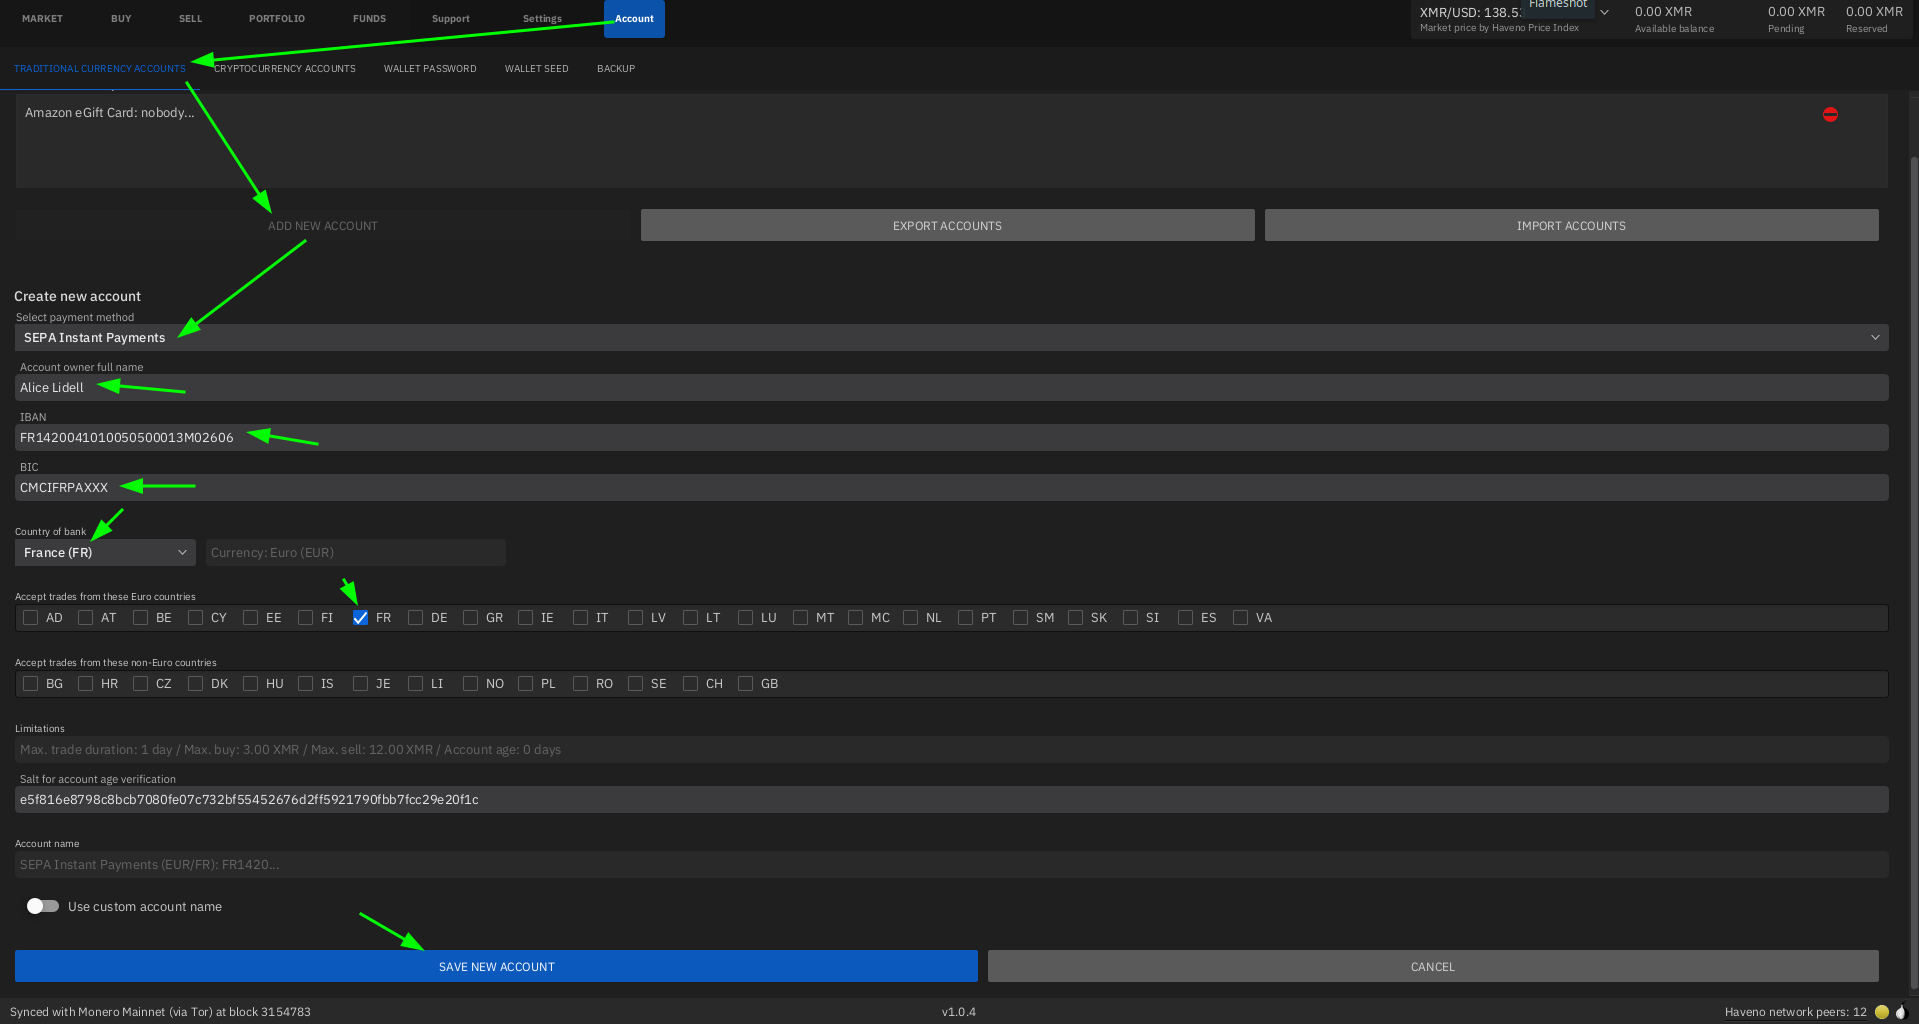 MARKET BUY SELL PORTFOLIO FUNDS Support Settings Account
XMR/USD: 138.5 Flameshot 0.00 XMR 0.00 XMR 0.00 XMR
Market price by Haveno Price Index Available balance Pending Reserved
TRADITIONAL CURRENCY ACCOUNTS CRYPTOCURRENCY ACCOUNTS WALLET PASSWORD WALLET SEED BACKUP
Amazon eGift Card: nobody...
ADD NEW ACCOUNT EXPORT ACCOUNTS IMPORT ACCOUNTS
Create new account
Select payment method
SEPA Instant Payments
Account owner full name
Alice Lidell
IBAN
FR1420041010050500013M02606
BIC
CMCIFRPAXXX
Country of bank
France (FR) Currency: Euro (EUR)
Accept trades from these Euro countries
AD AT BE CY EE FI FR DE GR IE IT LV LT LU MT MC NL PT SM SK SI ES VA
Accept trades from these non-Euro countries
BG HR CZ DK HU IS JE LI NO PL RO SE CH GB
Limitations
Max. trade duration: 1 day / Max. buy: 3.00 XMR / Max. sell: 12.00 XMR / Account age: 0 days
Salt for account age verification
e5f816e8798c8bcb7080fe07c732bf55452676d2ff5921790fbb7fcc29e20f1c
Account name
SEPA Instant Payments (EUR/FR): FR1420...
Use custom account name
SAVE NEW ACCOUNT CANCEL
Synced with Monero Mainnet (via Tor) at block 3154783 v1.0.4 Haveno network peers: 12